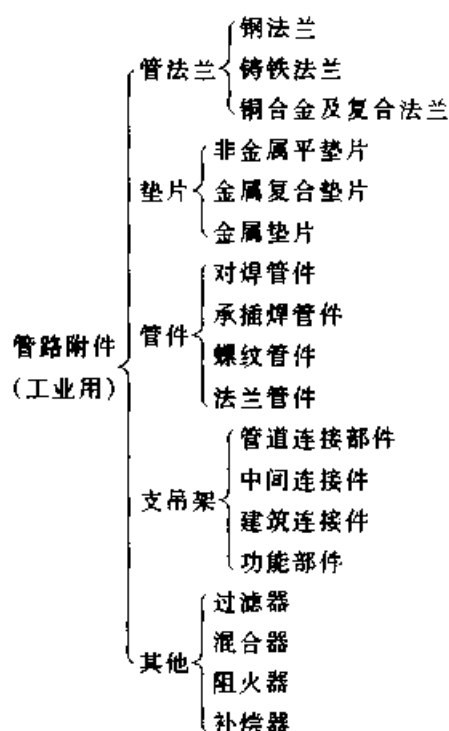 钢法兰
管法兰
铸铁法兰
铜合金及复合法兰
非金属平垫片
垫片
金属复合垫片
金属垫片
对焊管件
承插焊管件
管路附件
管件
(工业用)
螺纹管件
法兰管件
管道连接部件
中间连接件
支吊架
建筑连接件
功能部件
过滤器
混合器
其他
阻火器
补偿器